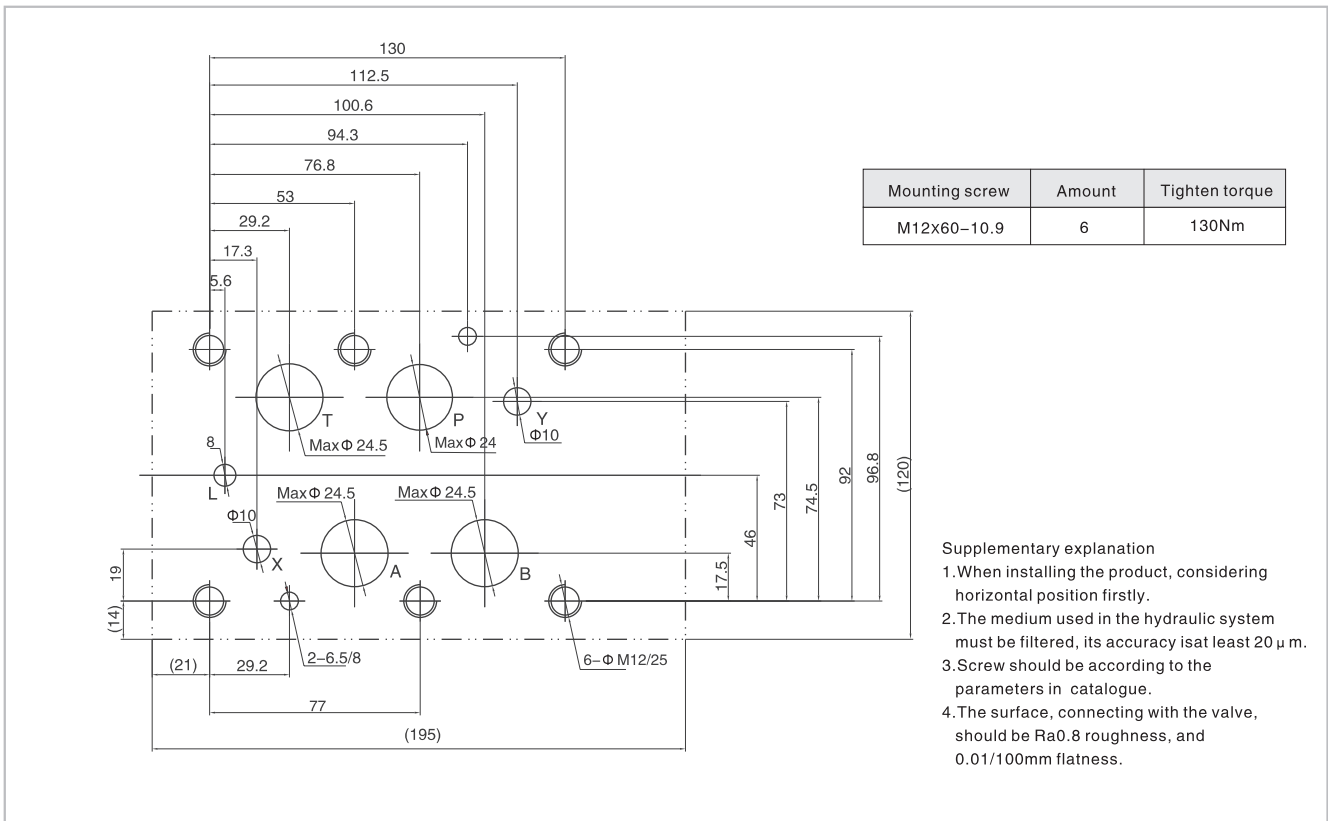 130
112.5
100.6
94.3
76.8
53
29.2
17.3
5.6
Mounting screw Amount Tighten torque
M12x60-10.9 6 130Nm
T
P
Y
MaxΦ 24.5
MaxΦ 24
Φ10
8
L
MaxΦ 24.5
MaxΦ 24.5
Φ10
X
A
B
19
(14)
17.5
46
73
74.5
92
96.8
(120)
(21)
29.2
2-6.5/8
6-Φ M12/25
77
(195)
Supplementary explanation
1.When installing the product, considering
horizontal position firstly.
2.The medium used in the hydraulic system
must be filtered, its accuracy isat least 20 μ m.
3.Screw should be according to the
parameters in catalogue.
4.The surface, connecting with the valve,
should be Ra0.8 roughness, and
0.01/100mm flatness.